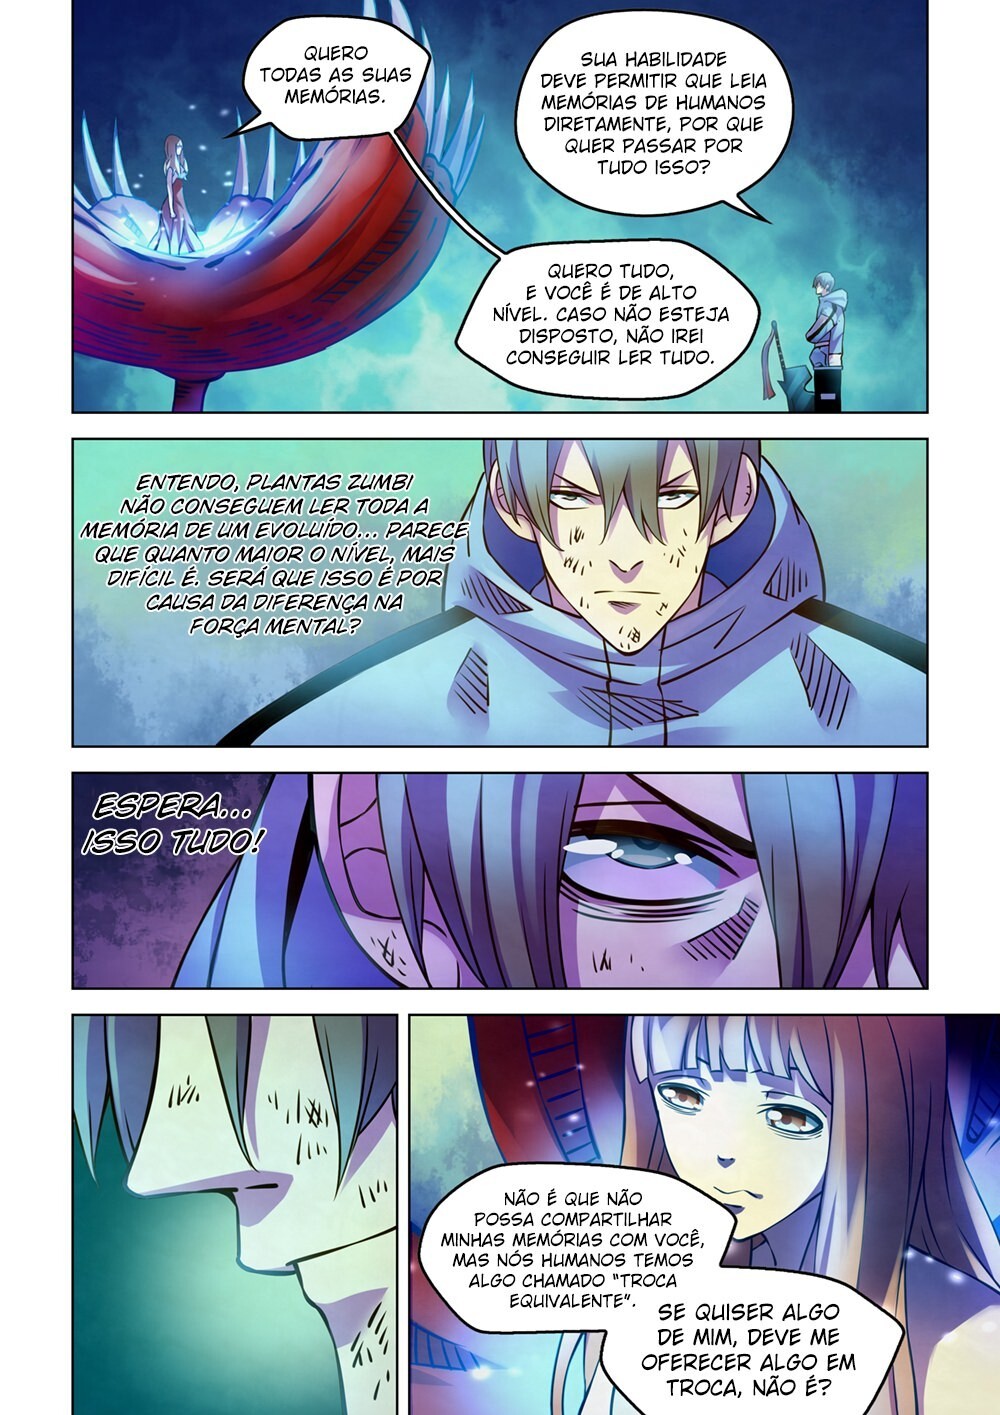 QUERO
TODAS AS SUAS
MEMÓRIAS.
SUA HABILIDADE
DEVE PERMITIR QUE LEIA
MEMÓRIAS DE HUMANOS
DIRETAMENTE, POR QUE
QUER PASSAR POR
TUDO ISSO?
QUERO TUDO,
E VOCÊ É DE ALTO
NÍVEL. CASO NÃO ESTEJA
DISPOSTO, NÃO IREI
CONSEGUIR LER TUDO.
ENTENDO, PLANTAS ZUMBI
NÃO CONSEGUEM LER TODA A
MEMÓRIA DE UM EVOLUÍDO... PARECE
QUE QUANTO MAIOR O NÍVEL, MAIS
DIFÍCIL É. SERÁ QUE ISSO É POR
CAUSA DA DIFERENÇA NA
FORÇA MENTAL?
ESPERA...
ISSO TUDO!
NÃO É QUE NÃO
POSSA COMPARTILHAR
MINHAS MEMÓRIAS COM VOCÊ,
MAS NÓS HUMANOS TEMOS
ALGO CHAMADO "TROCA
EQUIVALENTE".
SE QUISER ALGO
DE MIM, DEVE ME
OFERECER ALGO EM
TROCA, NÃO É?